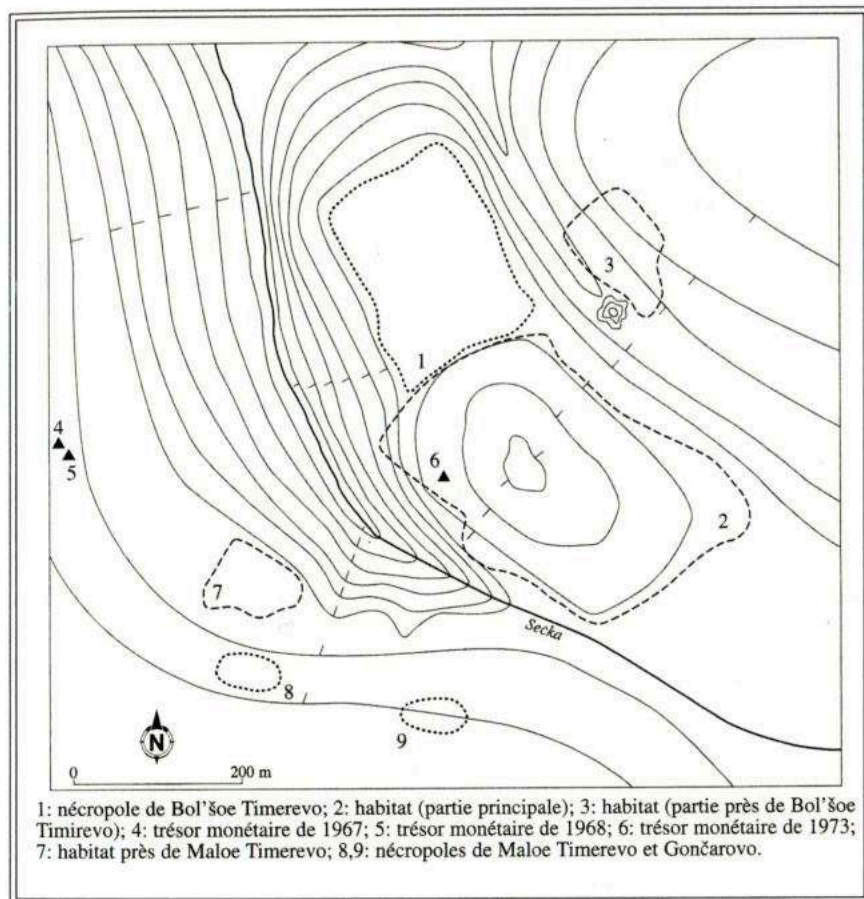 1
3
4
5
6
2
7
Sečka
8
9
N
0 200 m
1: nécropole de Bol'šoe Timerevo; 2: habitat (partie principale); 3: habitat (partie près de Bol'šoe
Timirevo); 4: trésor monétaire de 1967; 5: trésor monétaire de 1968; 6: trésor monétaire de 1973;
7: habitat près de Maloe Timerevo; 8,9: nécropoles de Maloe Timerevo et Gončarovo.